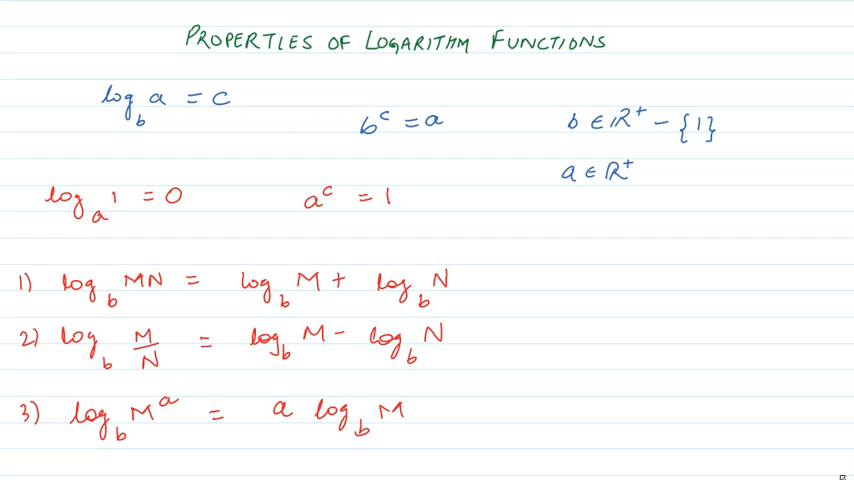 PROPERTIES OF LOGARITHM FUNCTIONS
log_b a = c
b^c = a
b ∈ R^+ - {1}
a ∈ R^+
log_a 1 = 0
a^c = 1
1) log_b MN = log_b M + log_b N
2) log_b M/N = log_b M - log_b N
3) log_b M^a = a log_b M